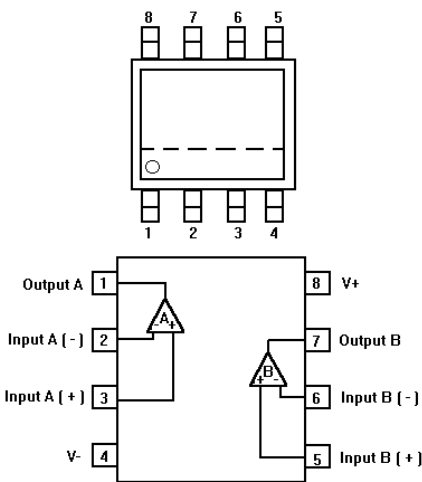 8 7 6 5
1 2 3 4
Output A 1
8 V+
- A +
Input A ( - ) 2
7 Output B
+ B -
Input A ( + ) 3
6 Input B ( - )
V- 4
5 Input B ( + )